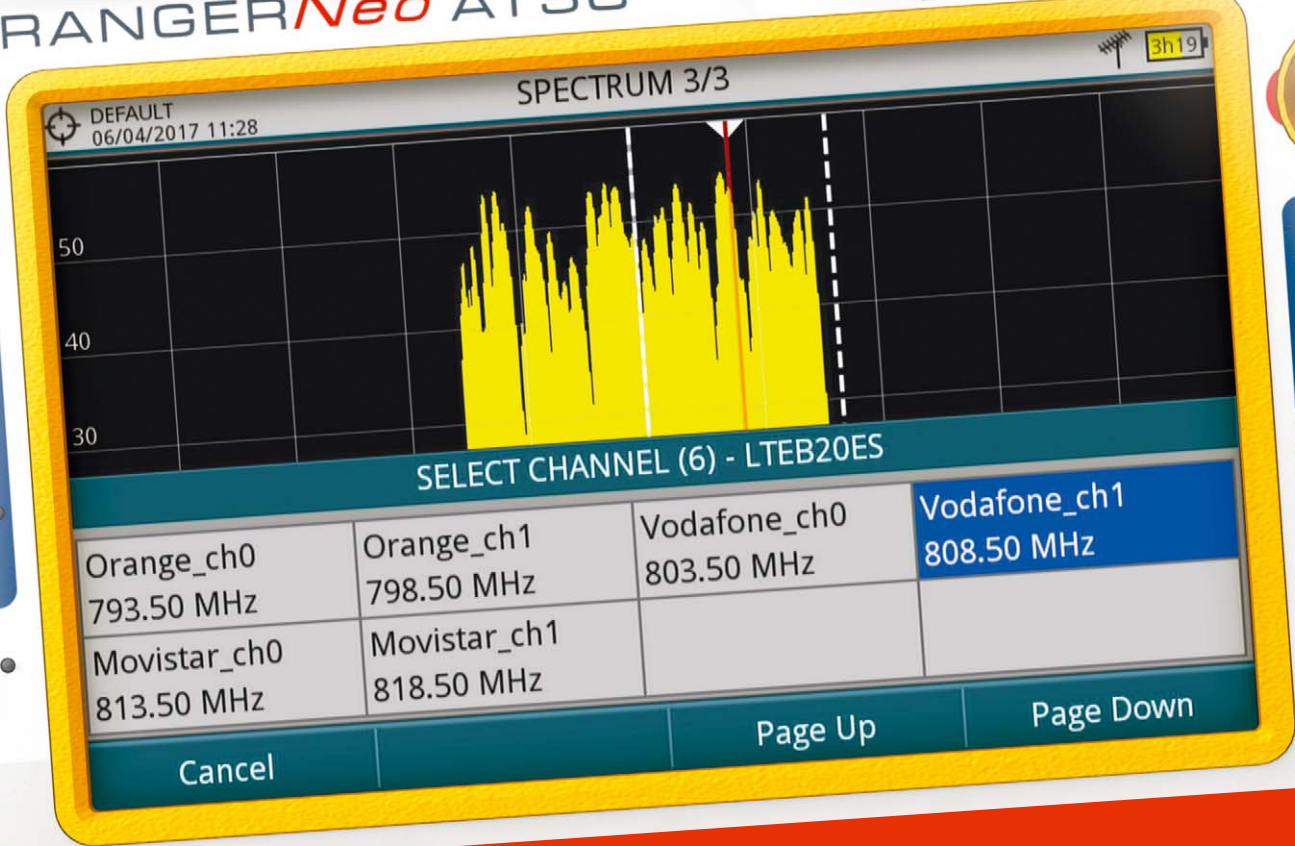 RANGERNeo ATSC
3h19
DEFAULT
06/04/2017 11:28
SPECTRUM 3/3
50
40
30
SELECT CHANNEL (6) - LTEB20ES
Orange_ch0
793.50 MHz
Orange_ch1
798.50 MHz
Vodafone_ch0
803.50 MHz
Vodafone_ch1
808.50 MHz
Movistar_ch0
813.50 MHz
Movistar_ch1
818.50 MHz
Cancel
Page Up
Page Down